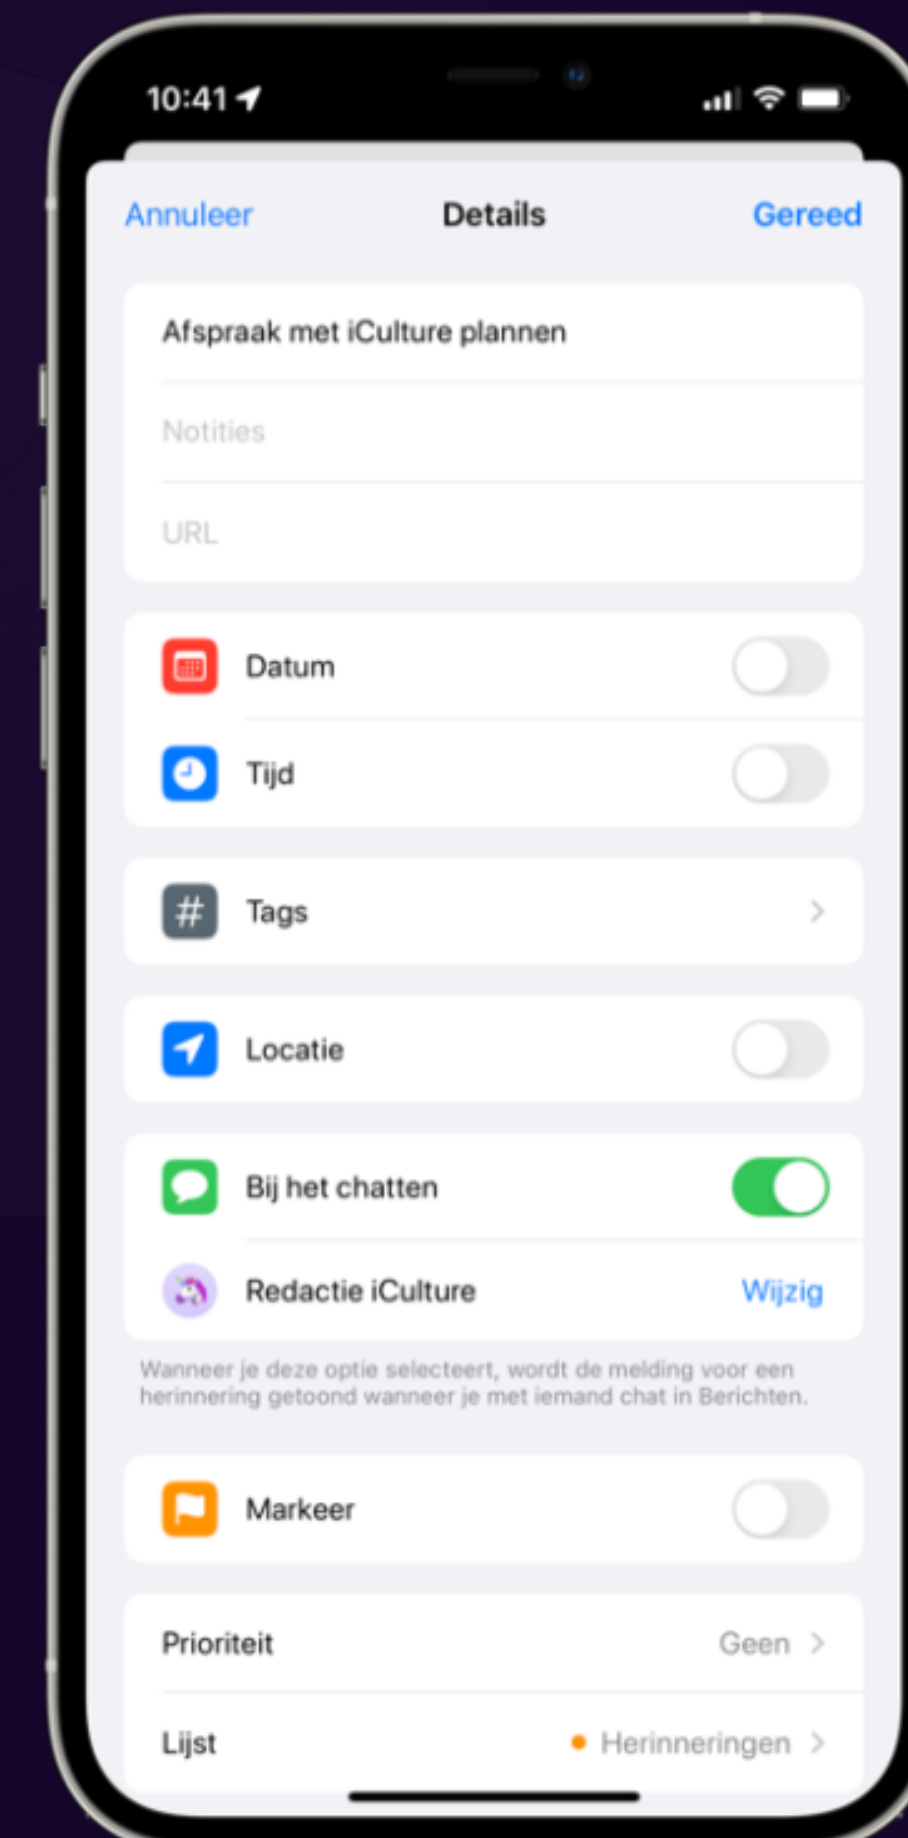 10:41
Annuleer Details Gereed
Afspraak met iCulture plannen
Notities
URL
Datum
Tijd
# Tags
Locatie
Bij het chatten
Redactie iCulture Wijzig
Wanneer je deze optie selecteert, wordt de melding voor een
herinnering getoond wanneer je met iemand chat in Berichten.
Markeer
Prioriteit Geen
Lijst Herinneringen